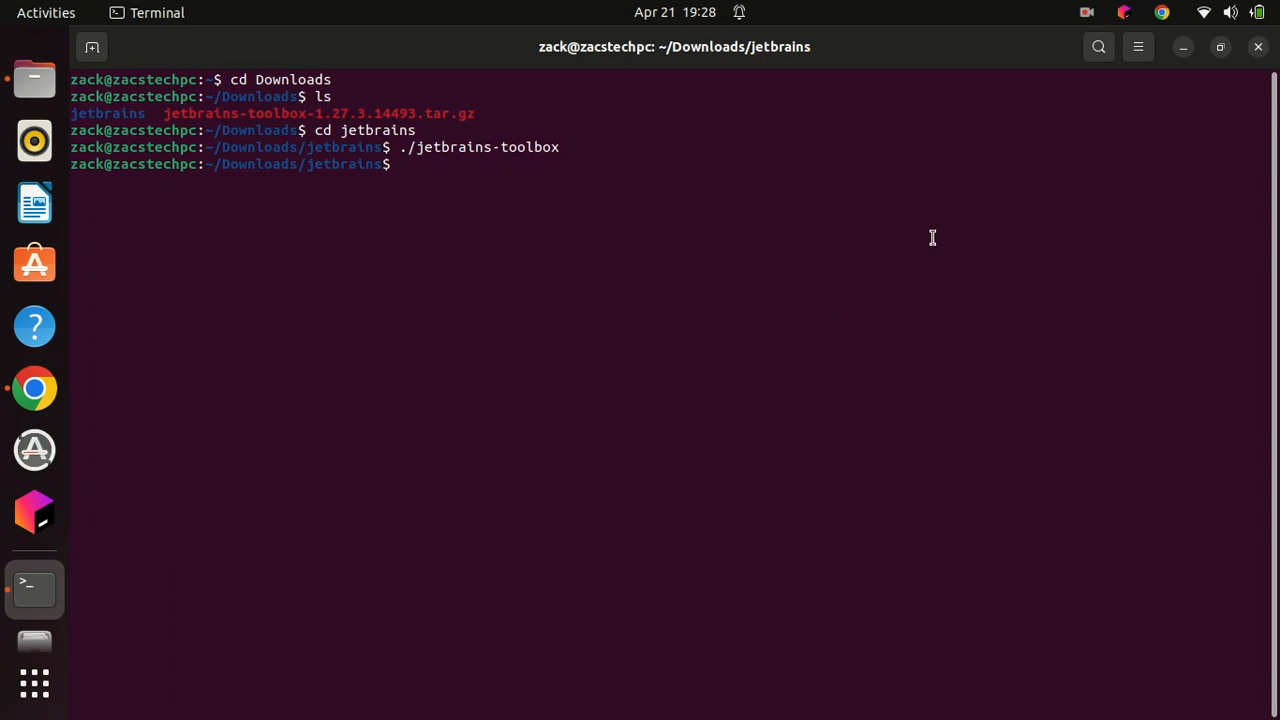 Activities Terminal Apr 21 19:28
zack@zacstechpc: ~/Downloads/jetbrains
zack@zacstechpc:~$ cd Downloads
zack@zacstechpc:~/Downloads$ ls
jetbrains jetbrains-toolbox-1.27.3.14493.tar.gz
zack@zacstechpc:~/Downloads$ cd jetbrains
zack@zacstechpc:~/Downloads/jetbrains$ ./jetbrains-toolbox
zack@zacstechpc:~/Downloads/jetbrains$